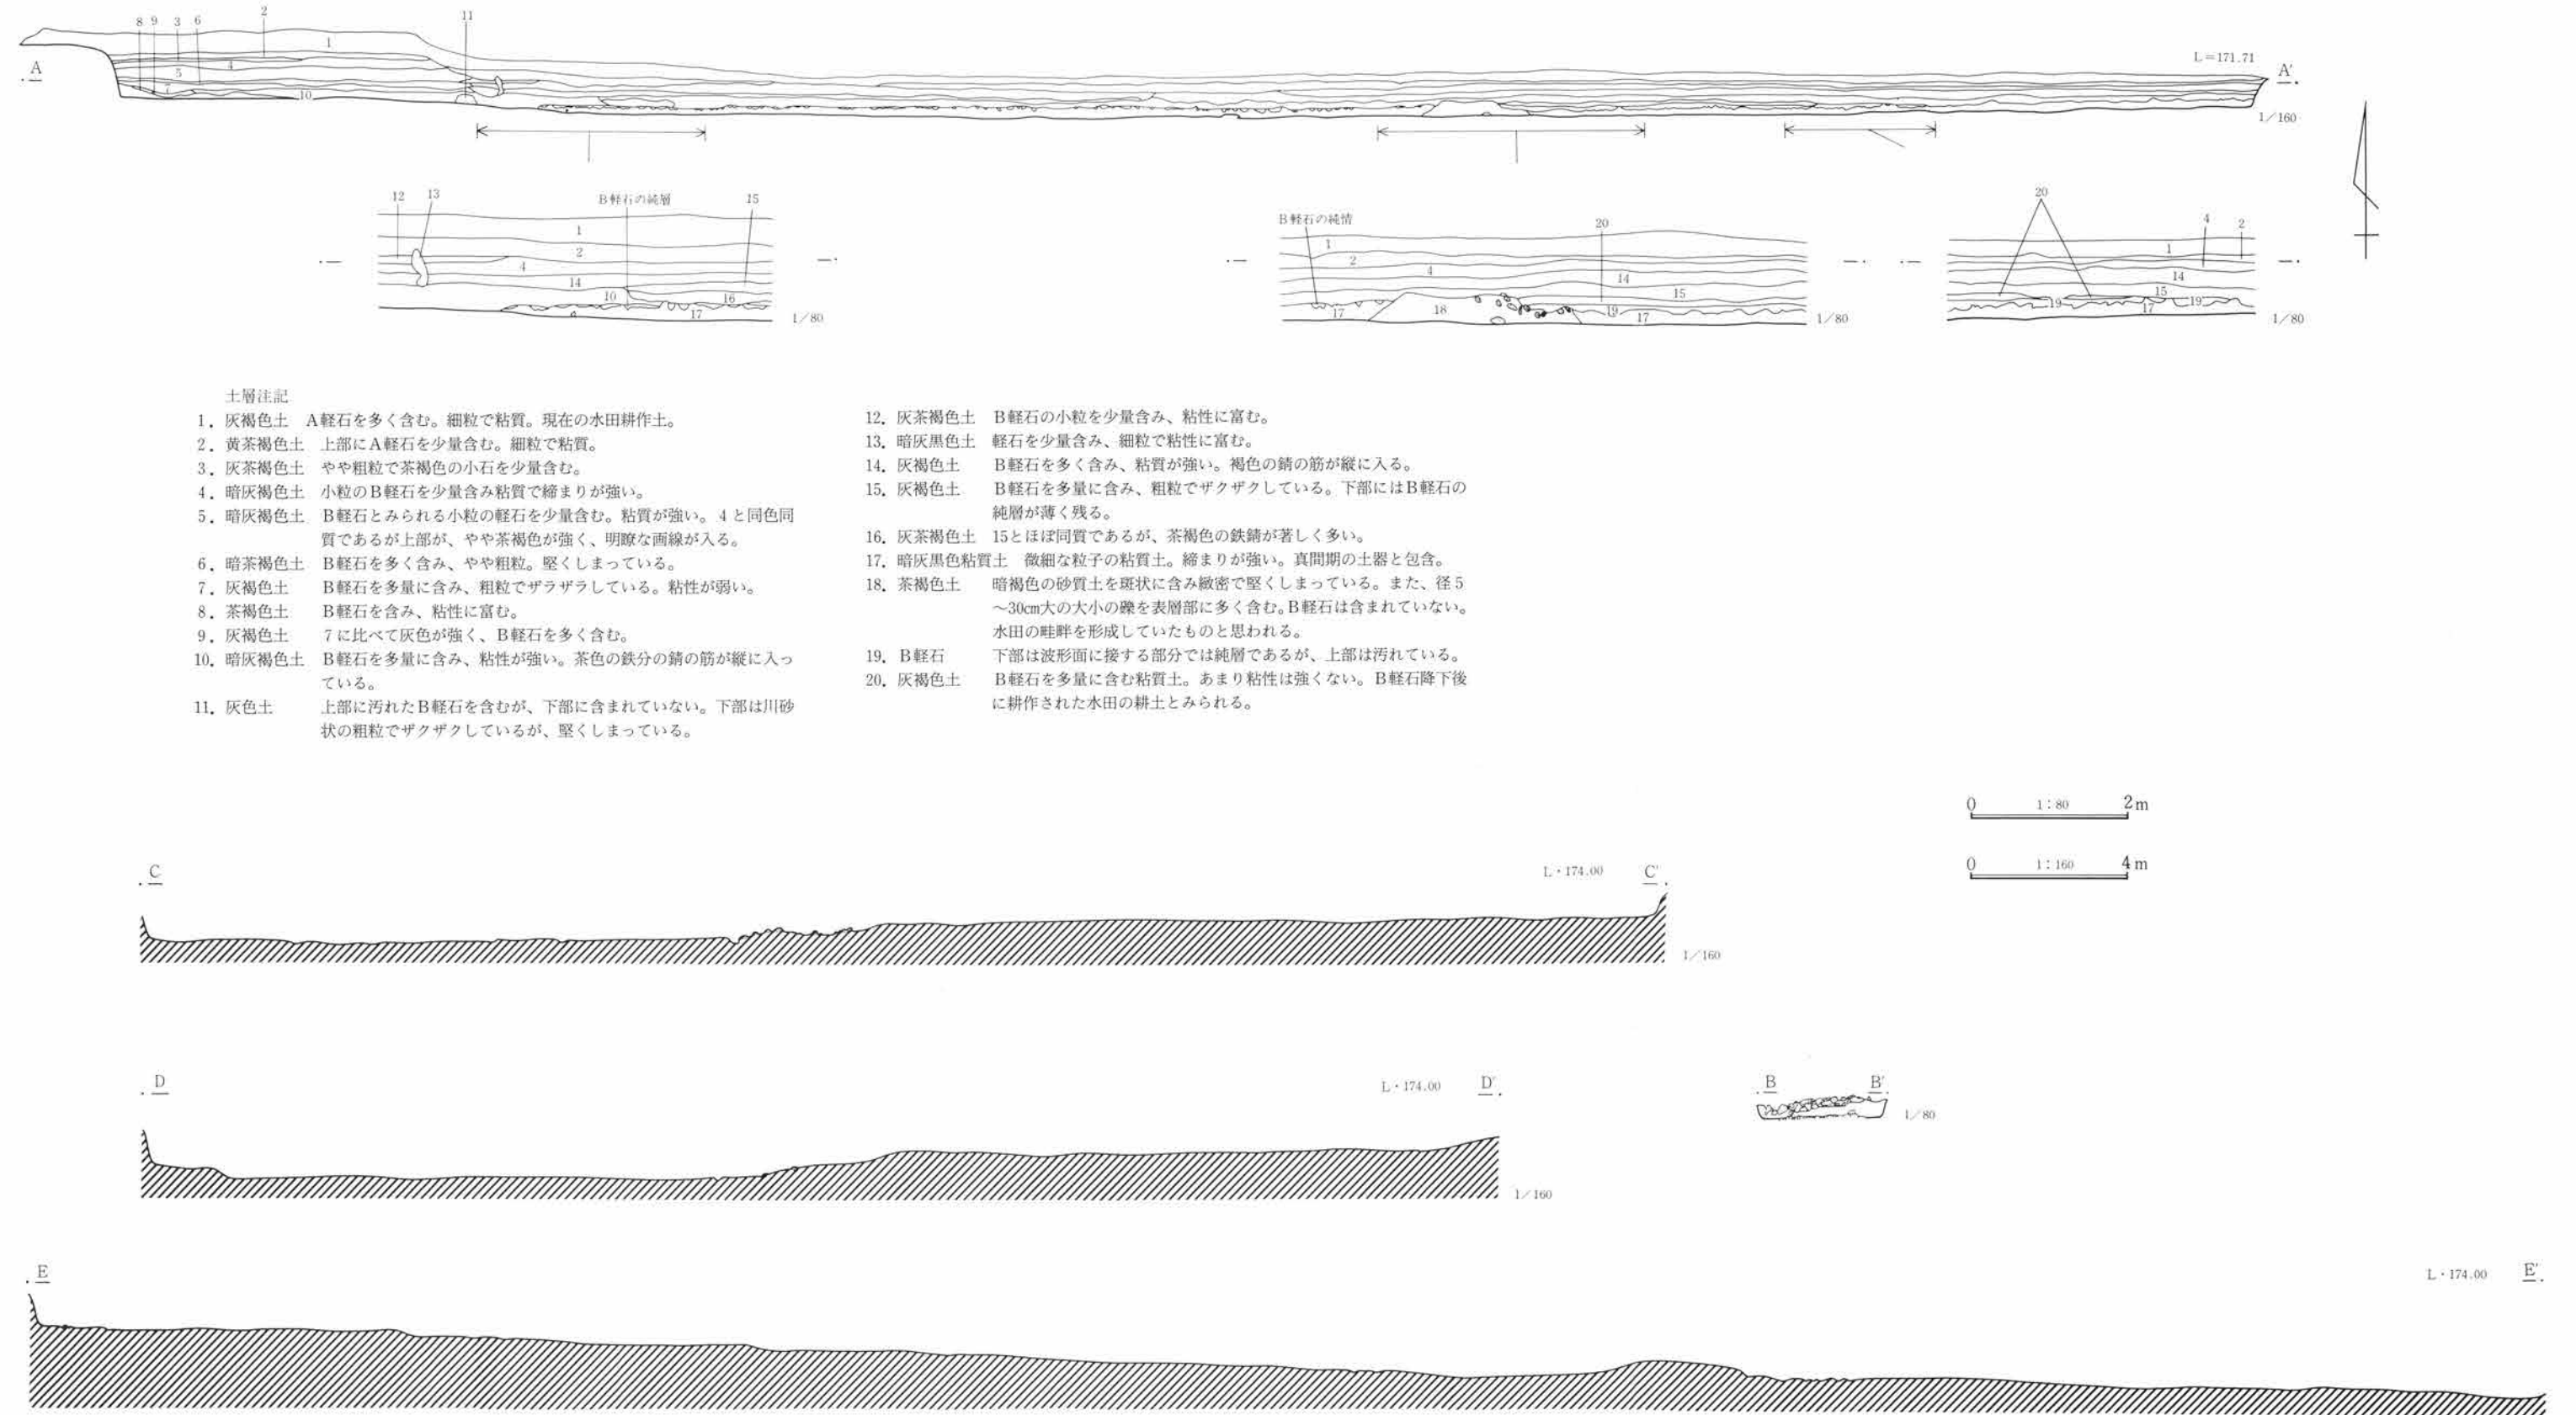 8 9 3 6 2 11
1
4
5
7
10
A
L=171.71
A'
1/160
12 13 B軽石の純層 15
1
2
4
14
10 16
17
1/80
B軽石の純情 20
1
2
4
14
15
17 18 19 17
1/80
20 4 2
1
14
15
19 17 19
1/80
土層注記
1. 灰褐色土 A軽石を多く含む。細粒で粘質。現在の水田耕作土。
2. 黄茶褐色土 上部にA軽石を少量含む。細粒で粘質。
3. 灰茶褐色土 やや粗粒で茶褐色の小石を少量含む。
4. 暗灰褐色土 小粒のB軽石を少量含み粘質で締まりが強い。
5. 暗灰褐色土 B軽石とみられる小粒の軽石を少量含む。粘質が強い。4と同色同
質であるが上部が、やや茶褐色が強く、明瞭な画線が入る。
6. 暗茶褐色土 B軽石を多く含み、やや粗粒。堅くしまっている。
7. 灰褐色土 B軽石を多量に含み、粗粒でザラザラしている。粘性が弱い。
8. 茶褐色土 B軽石を含み、粘性に富む。
9. 灰褐色土 7に比べて灰色が強く、B軽石を多く含む。
10. 暗灰褐色土 B軽石を多量に含み、粘性が強い。茶色の鉄分の錆の筋が縦に入っ
ている。
11. 灰色土 上部に汚れたB軽石を含むが、下部に含まれていない。下部は川砂
状の粗粒でザクザクしているが、堅くしまっている。
12. 灰茶褐色土 B軽石の小粒を少量含み、粘性に富む。
13. 暗灰黒色土 軽石を少量含み、細粒で粘性に富む。
14. 灰褐色土 B軽石を多く含み、粘質が強い。褐色の錆の筋が縦に入る。
15. 灰褐色土 B軽石を多量に含み、粗粒でザクザクしている。下部にはB軽石の
純層が薄く残る。
16. 灰茶褐色土 15とほぼ同質であるが、茶褐色の鉄錆が著しく多い。
17. 暗灰黒色粘質土 微細な粒子の粘質土。締まりが強い。真間期の土器と包含。
18. 茶褐色土 暗褐色の砂質土を斑状に含み緻密で堅くしまっている。また、径5
~30cm大の大小の礫を表層部に多く含む。B軽石は含まれていない。
水田の畦畔を形成していたものと思われる。
19. B軽石 下部は波形面に接する部分では純層であるが、上部は汚れている。
20. 灰褐色土 B軽石を多量に含む粘質土。あまり粘性は強くない。B軽石降下後
に耕作された水田の耕土とみられる。
0 1:80 2m
0 1:160 4m
C
L・174.00 C'
1/160
D
L・174.00 D'
1/160
B B'
1/80
E
L・174.00 E'